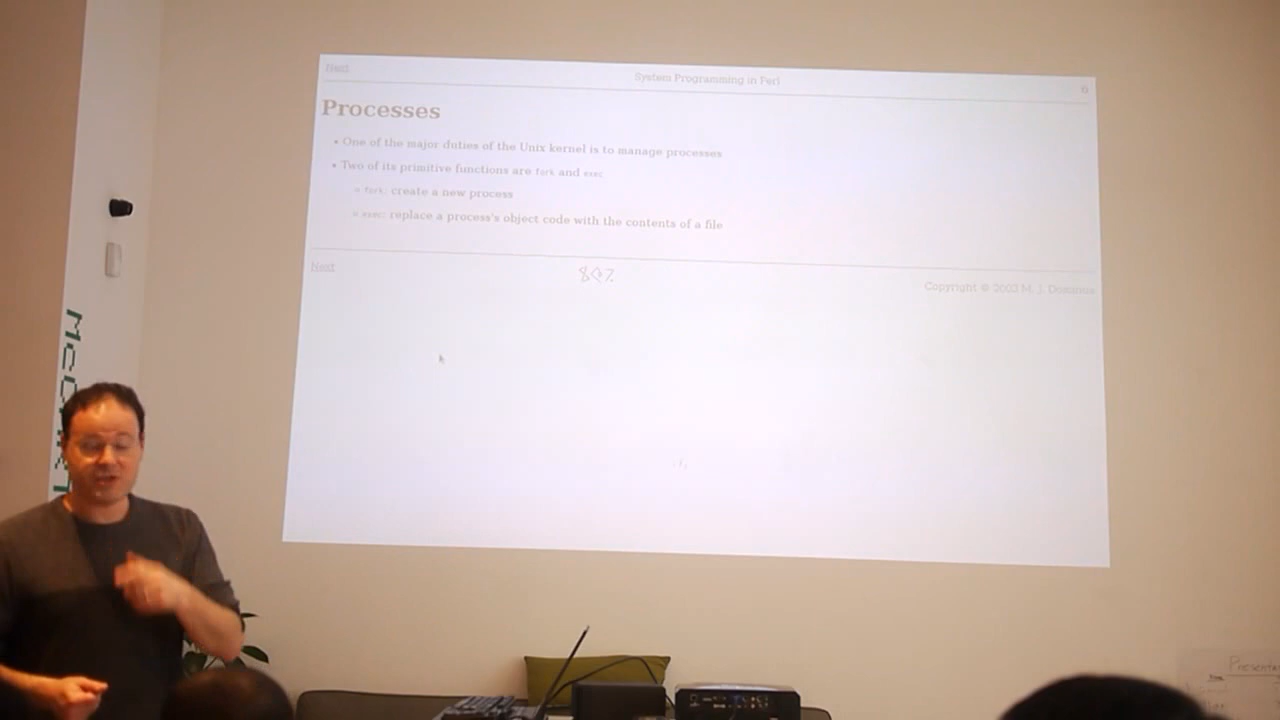 Next
System Programming in Perl
6
Processes
• One of the major duties of the Unix kernel is to manage processes
• Two of its primitive functions are fork and exec
fork: create a new process
exec: replace a process's object code with the contents of a file
Next
Copyright © 2003 M. J. Dominus